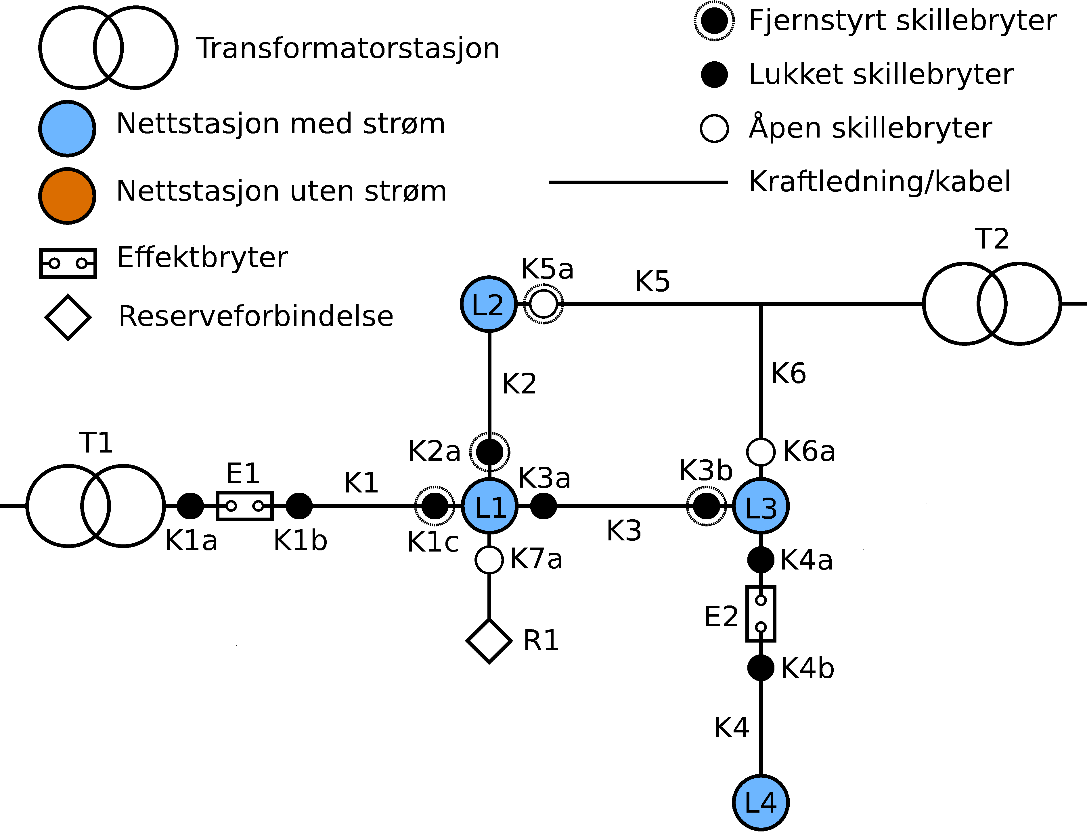 Transformatorstasjon
Nettstasjon med strøm
Nettstasjon uten strøm
Effektbryter
Reserveforbindelse
Fjernstyrt skillebryter
Lukket skillebryter
Åpen skillebryter
Kraftledning/kabel
T2
K5a
K5
L2
K2
K6
T1
E1
K1
K2a
K3a
K3b
K6a
K1a
K1b
K1c
L1
K3
L3
K7a
K4a
R1
E2
K4b
K4
L4